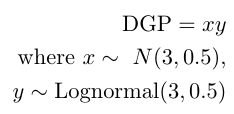 DGP = xy
where x ∼ N(3, 0.5),
y ∼ Lognormal(3, 0.5)